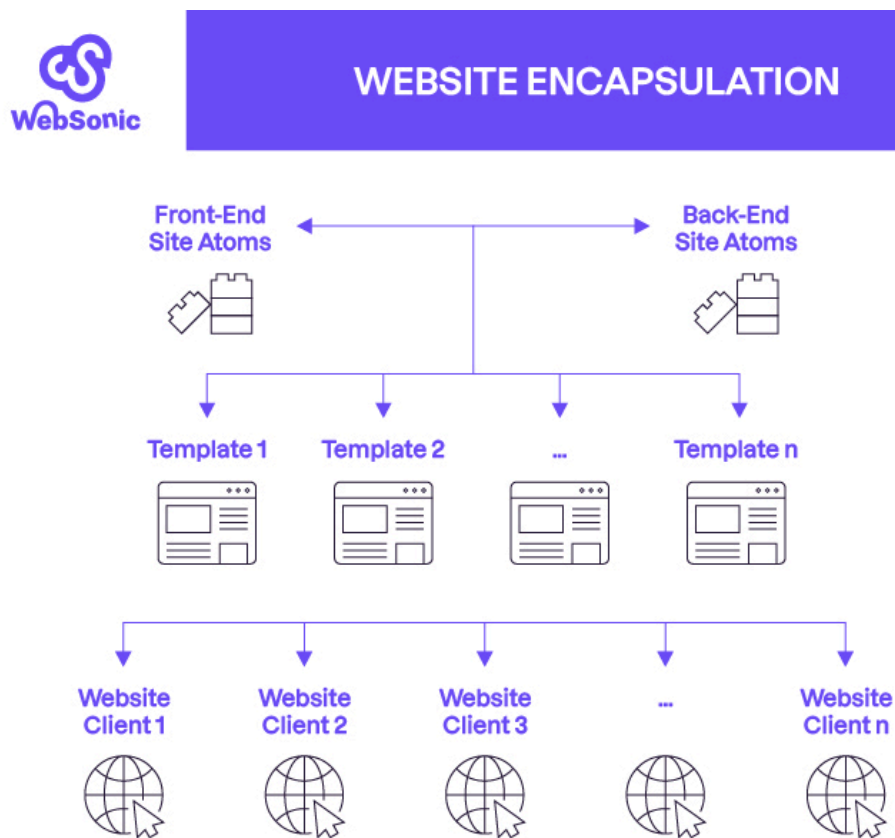 WebSonic
WEBSITE ENCAPSULATION
Front-End
Site Atoms
Back-End
Site Atoms
Template 1
Template 2
...
Template n
Website
Client 1
Website
Client 2
Website
Client 3
...
Website
Client n